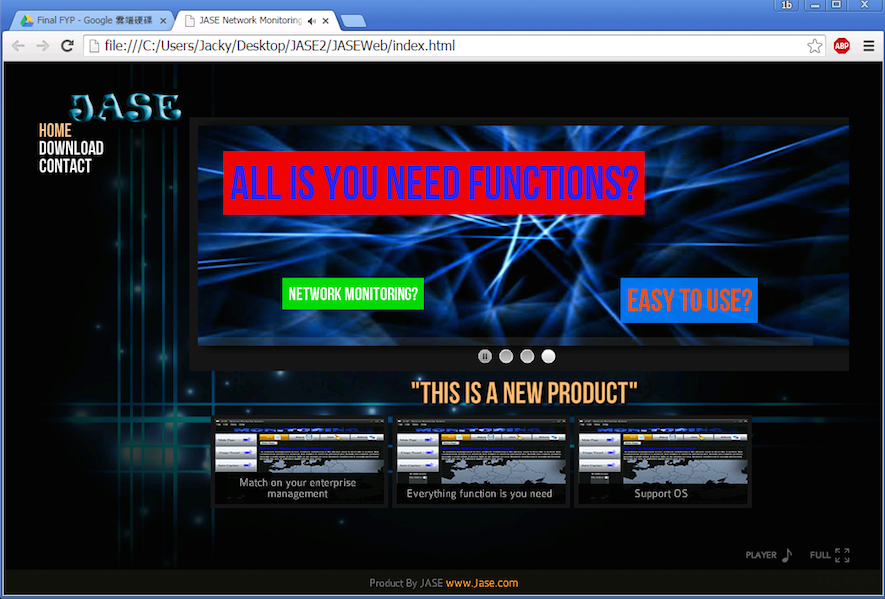 Final FYP - Google 雲端硬碟
JASE Network Monitoring
1b
file:///C:/Users/Jacky/Desktop/JASE2/JASEWeb/index.html
ABP
JASE
HOME
DOWNLOAD
CONTACT
ALL IS YOU NEED FUNCTIONS?
NETWORK MONITORING?
EASY TO USE?
"THIS IS A NEW PRODUCT"
Match on your enterprise
management
Everything function is you need
Support OS
PLAYER
FULL
Product By JASE www.Jase.com